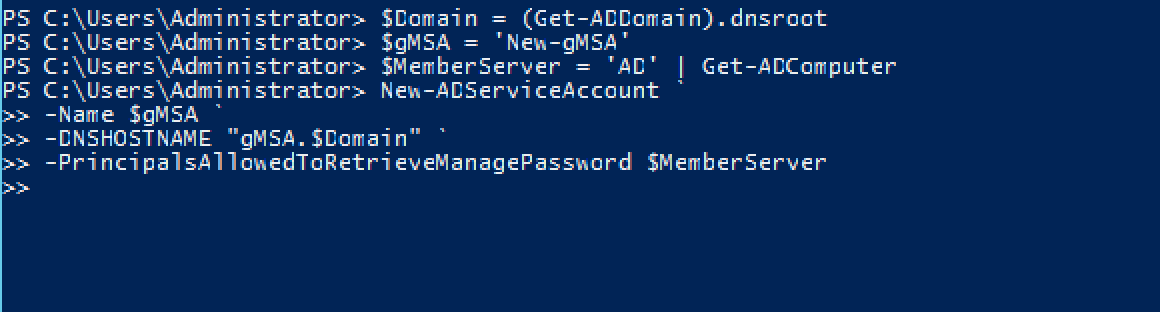 PS C:\Users\Administrator> $Domain = (Get-ADDomain).dnsroot
PS C:\Users\Administrator> $gMSA = 'New-gMSA'
PS C:\Users\Administrator> $MemberServer = 'AD' | Get-ADComputer
PS C:\Users\Administrator> New-ADServiceAccount `
>> -Name $gMSA `
>> -DNSHOSTNAME "gMSA.$Domain" `
>> -PrincipalsAllowedToRetrieveManagePassword $MemberServer
>>